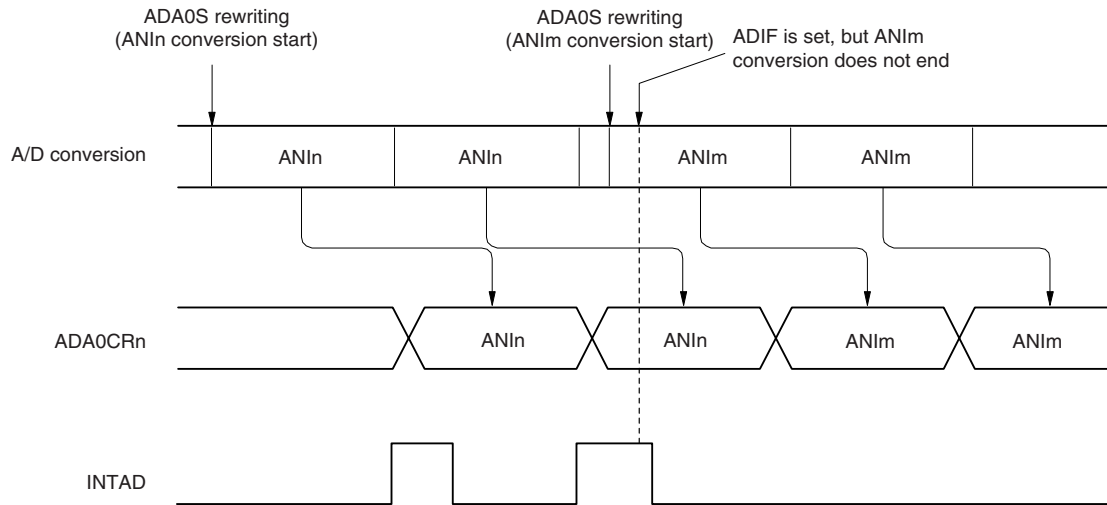 ADA0S rewriting
(ANIn conversion start)
ADA0S rewriting
(ANIm conversion start)
ADIF is set, but ANIm
conversion does not end
A/D conversion
ANIn
ANIn
ANIm
ANIm
ADA0CRn
ANIn
ANIn
ANIm
ANIm
INTAD